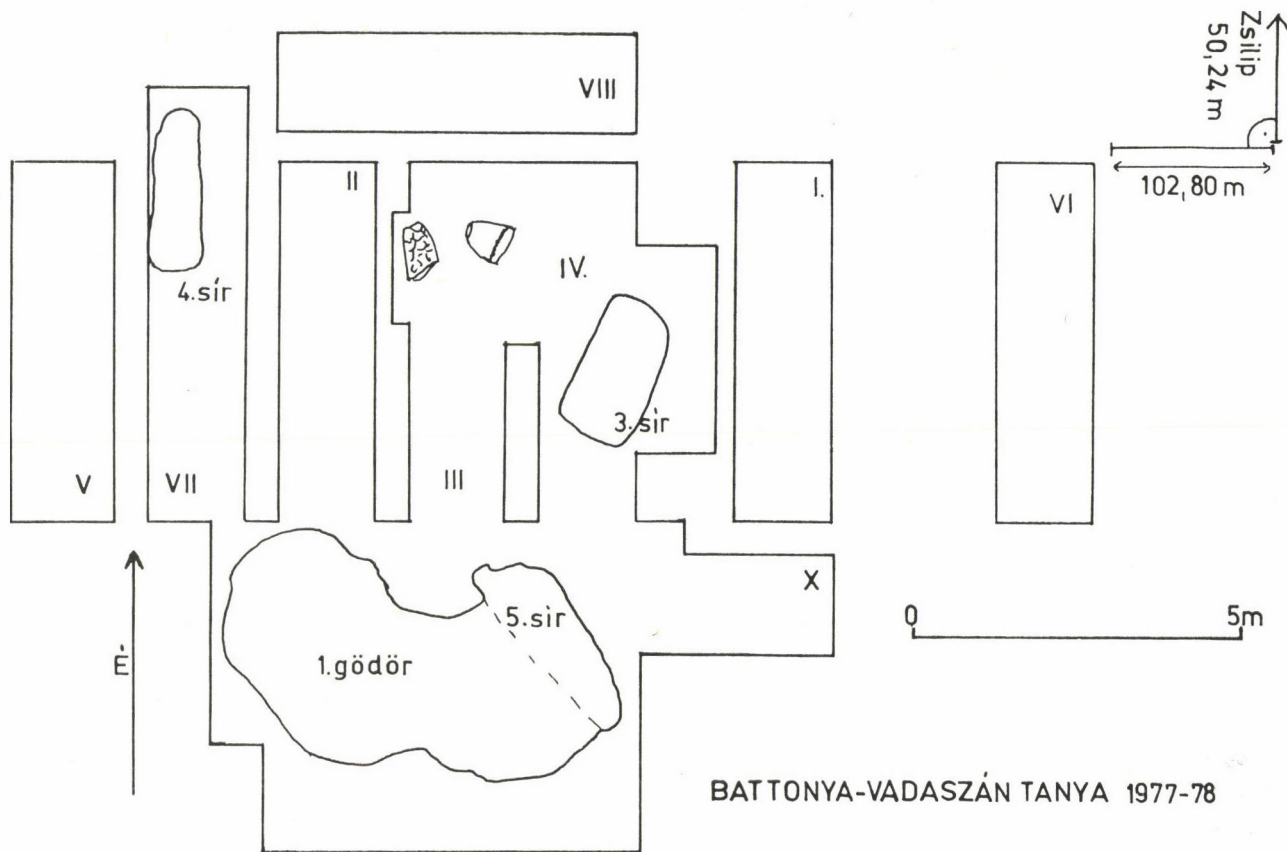 Zsilip
50,24 m
102,80 m
VIII
II
I.
VI
IV.
4. sír
3. sír
V
VII
III
X
5. sír
1. gödör
É
0
5m
BATTONYA-VADASZÁN TANYA 1977-78